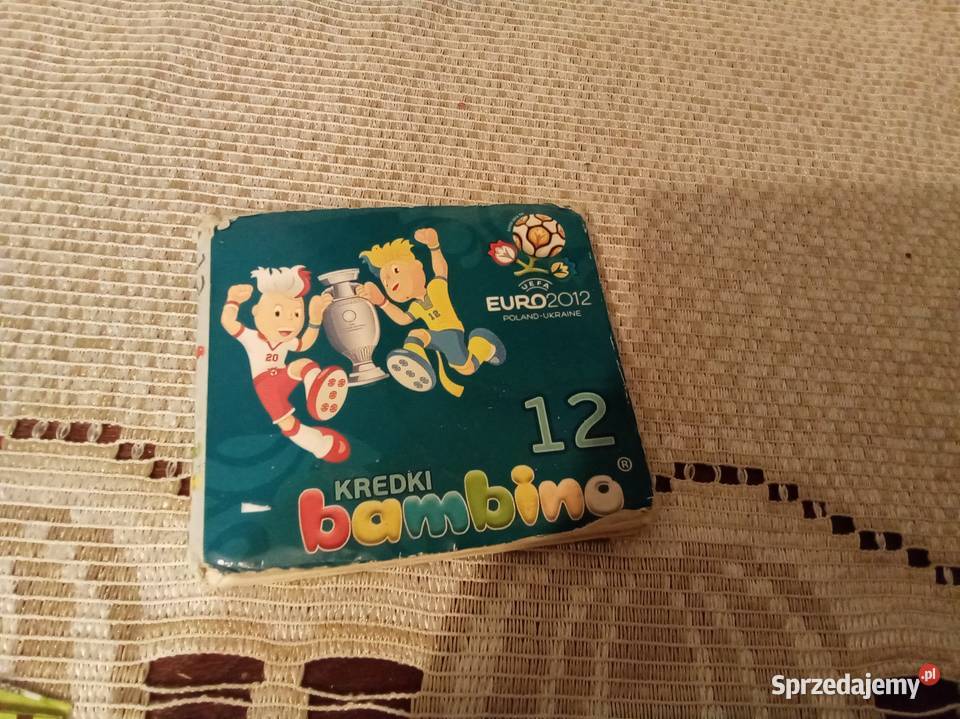 UEFA
EURO2012
POLAND-UKRAINE
20
12
12
KREDKI
bambino®
Sprzedajemy.pl